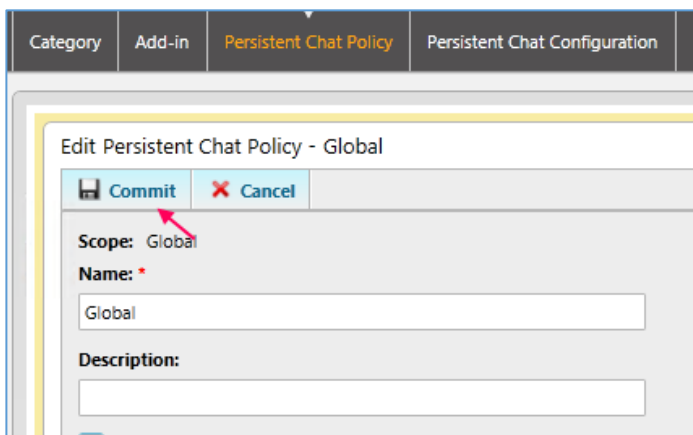 Category Add-in Persistent Chat Policy Persistent Chat Configuration
Edit Persistent Chat Policy - Global
Commit Cancel
Scope: Global
Name: *
Global
Description: